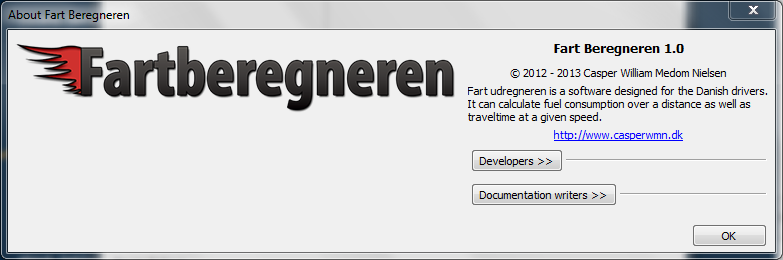 About Fart Beregneren
Fartberegneren
Fart Beregneren 1.0
© 2012 - 2013 Casper William Medom Nielsen
Fart udregneren is a software designed for the Danish drivers.
It can calculate fuel consumption over a distance as well as
traveltime at a given speed.
http://www.casperwmn.dk
Developers >>
Documentation writers >>
OK